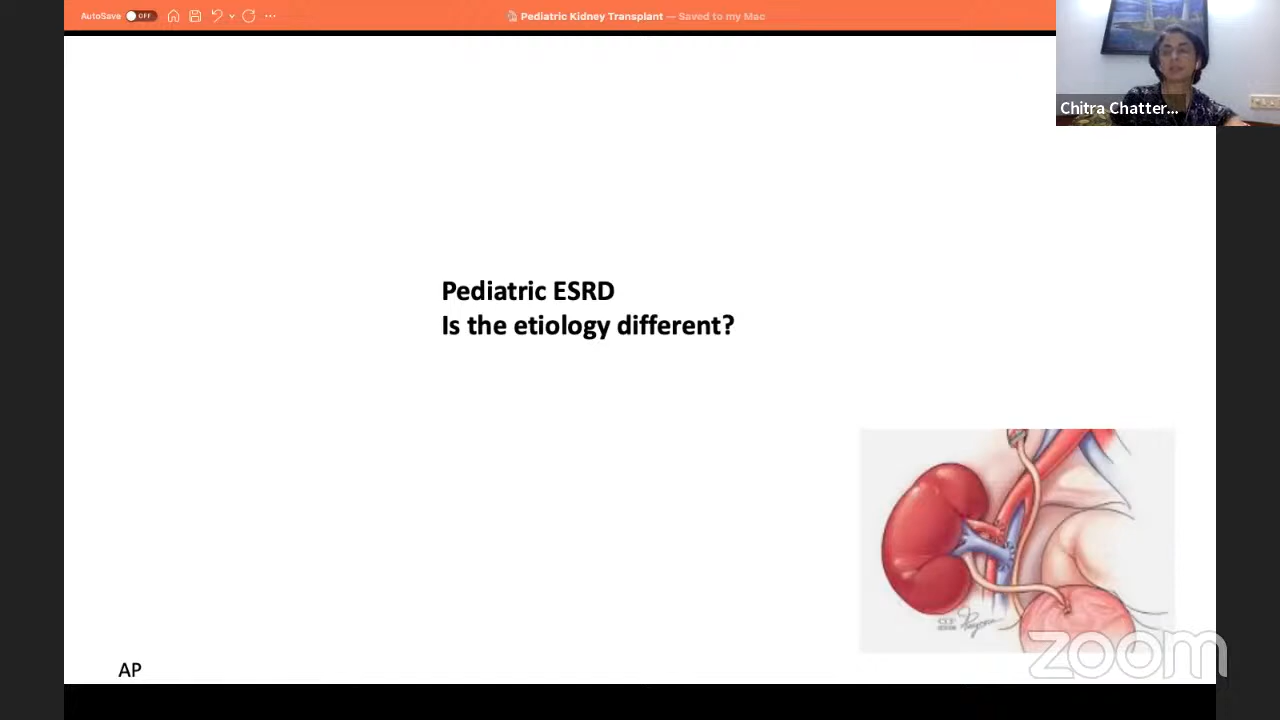 AutoSave OFF
Pediatric Kidney Transplant — Saved to my Mac
Chitra Chatter...
Pediatric ESRD
Is the etiology different?
AP
zoom